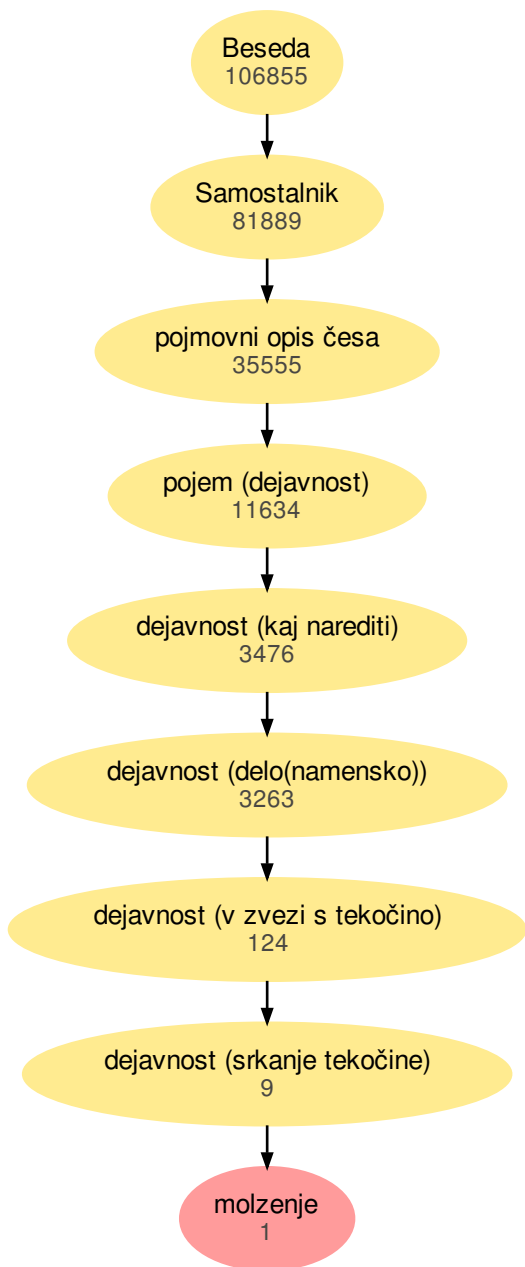 Beseda
106855
Samostalnik
81889
pojmovni opis česa
35555
pojem (dejavnost)
11634
dejavnost (kaj narediti)
3476
dejavnost (delo(namensko))
3263
dejavnost (v zvezi s tekočino)
124
dejavnost (srkanje tekočine)
9
molzenje
1